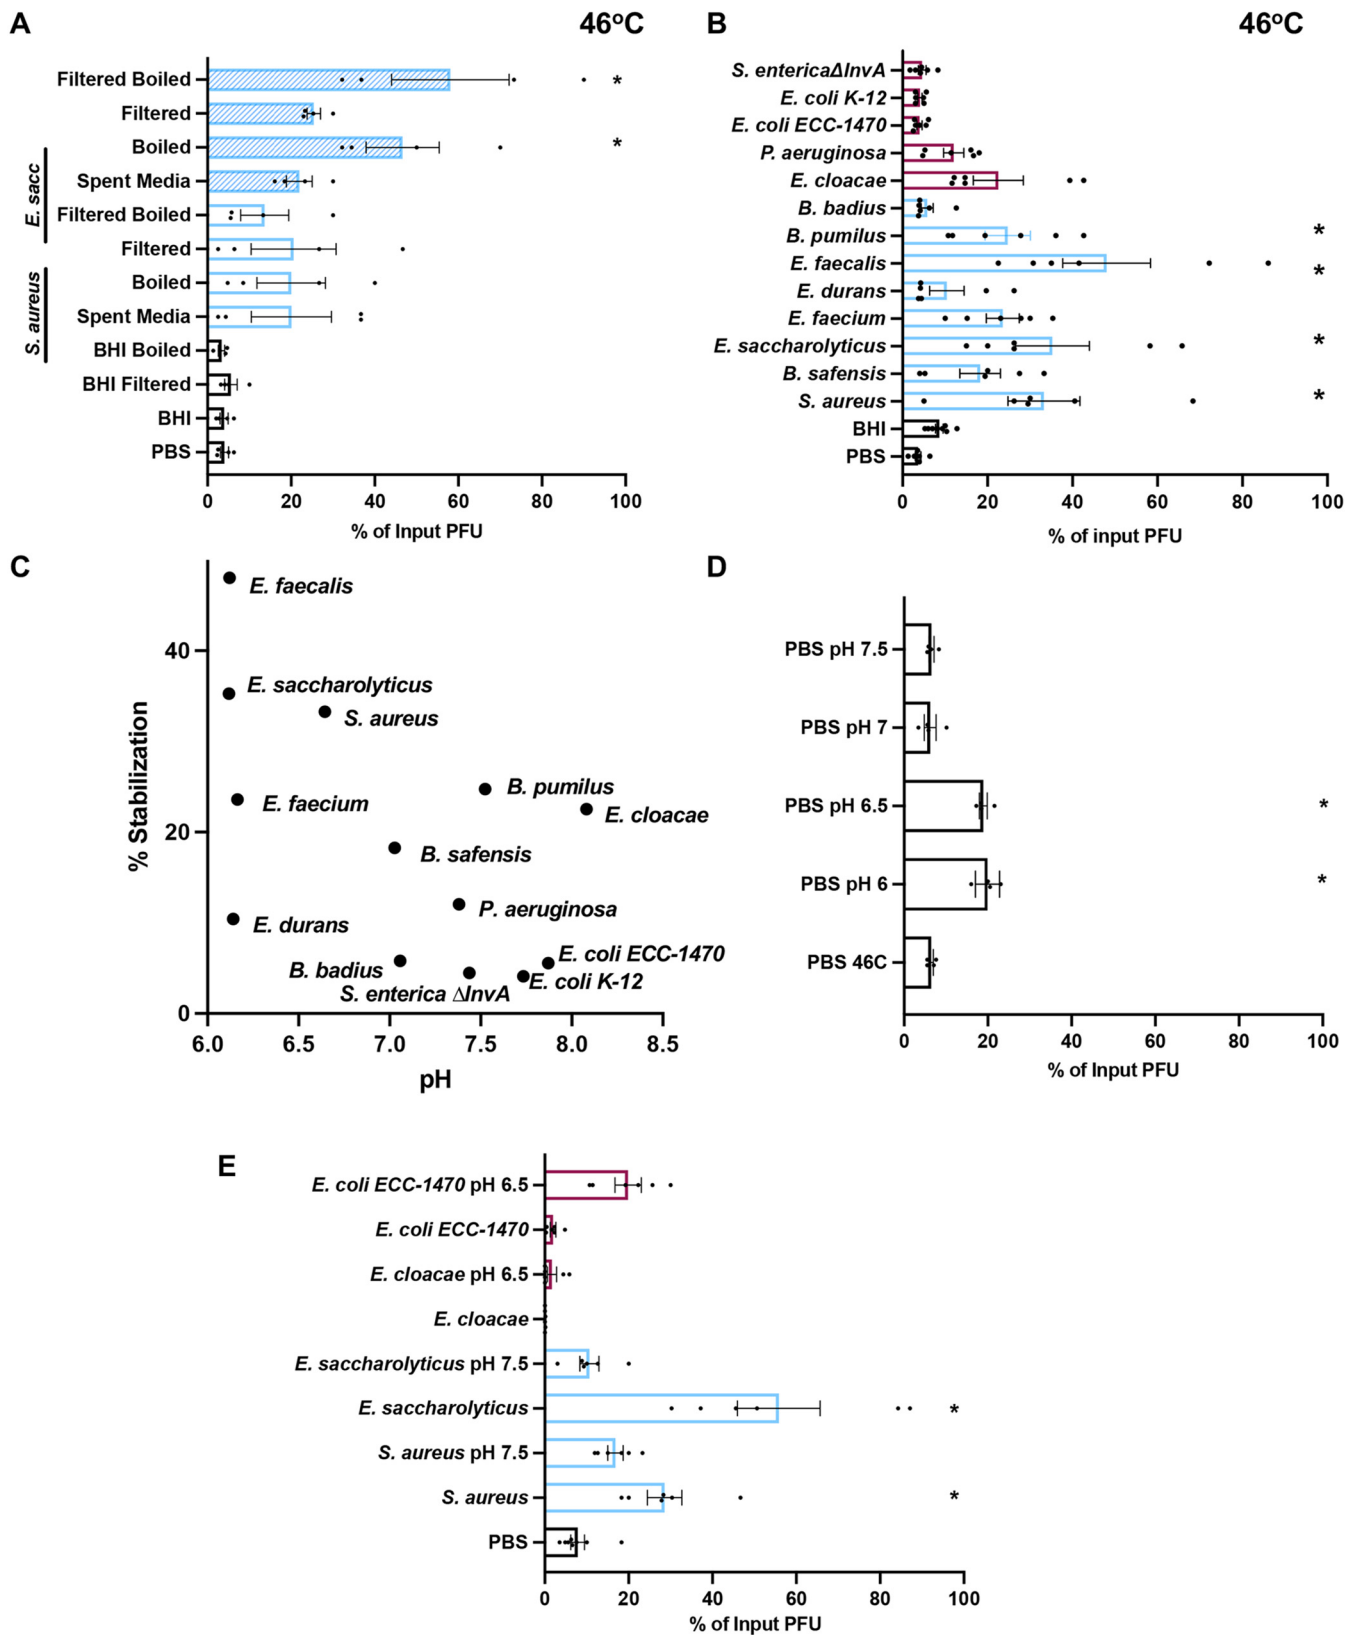 A
46°C
Filtered Boiled
*
Filtered
Boiled
*
Spent Media
Filtered Boiled
Filtered
Boiled
Spent Media
BHI Boiled
BHI Filtered
BHI
PBS
E. sacc
S. aureus
0 20 40 60 80 100
% of Input PFU
B
46°C
S. entericaΔInvA
E. coli K-12
E. coli ECC-1470
P. aeruginosa
E. cloacae
B. badius
B. pumilus
*
E. faecalis
*
E. durans
E. faecium
E. saccharolyticus
*
B. safensis
S. aureus
*
BHI
PBS
0 20 40 60 80 100
% of input PFU
C
% Stabilization
40
20
0
E. faecalis
E. saccharolyticus
S. aureus
B. pumilus
E. faecium
E. cloacae
B. safensis
P. aeruginosa
E. durans
E. coli ECC-1470
B. badius
E. coli K-12
S. enterica ΔInvA
6.0 6.5 7.0 7.5 8.0 8.5
pH
D
PBS pH 7.5
PBS pH 7
PBS pH 6.5
*
PBS pH 6
*
PBS 46C
0 20 40 60 80 100
% of Input PFU
E
E. coli ECC-1470 pH 6.5
E. coli ECC-1470
E. cloacae pH 6.5
E. cloacae
E. saccharolyticus pH 7.5
E. saccharolyticus
*
S. aureus pH 7.5
S. aureus
*
PBS
0 20 40 60 80 100
% of Input PFU